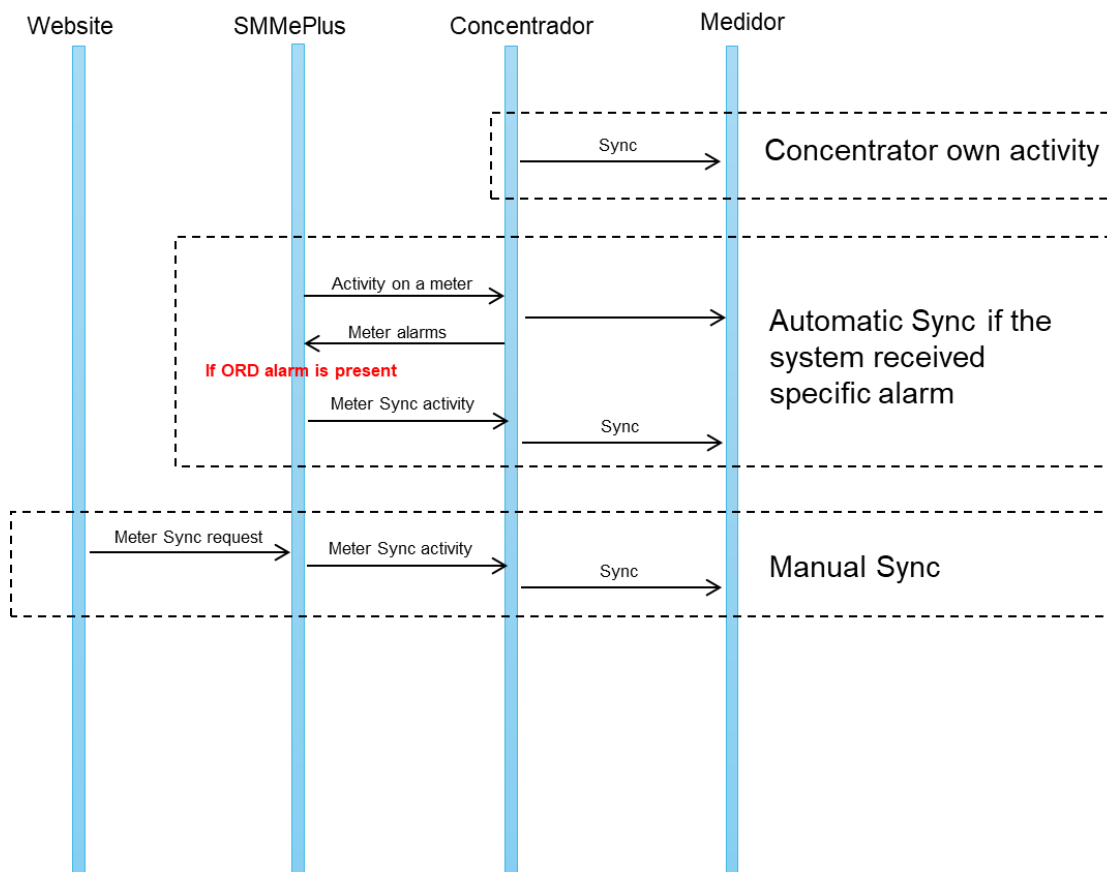 Website
SMMePlus
Concentrador
Medidor
Sync
Concentrator own activity
Activity on a meter
Meter alarms
If ORD alarm is present
Meter Sync activity
Sync
Automatic Sync if the
system received
specific alarm
Meter Sync request
Meter Sync activity
Sync
Manual Sync